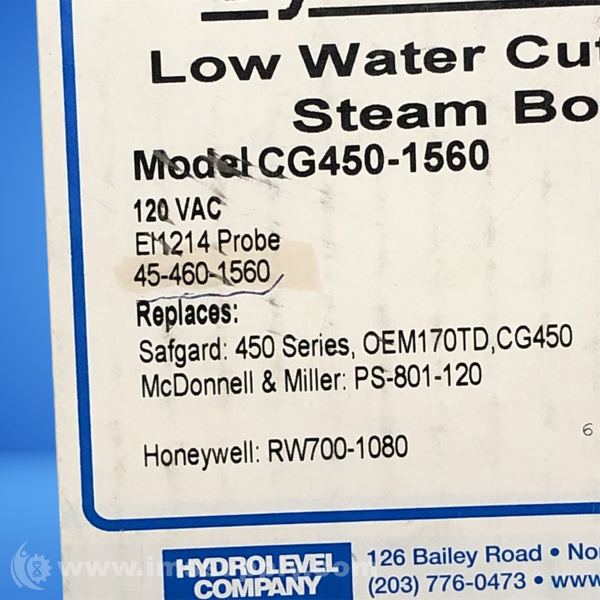 Low Water Cu
Steam Bo
Model CG450-1560
120 VAC
El1214 Probe
45-460-1560
Replaces:
Safgard: 450 Series, OEM170TD,CG450
McDonnell & Miller: PS-801-120
6
Honeywell: RW700-1080
HYDROLEVEL
COMPANY
126 Bailey Road • No
(203) 776-0473 • www